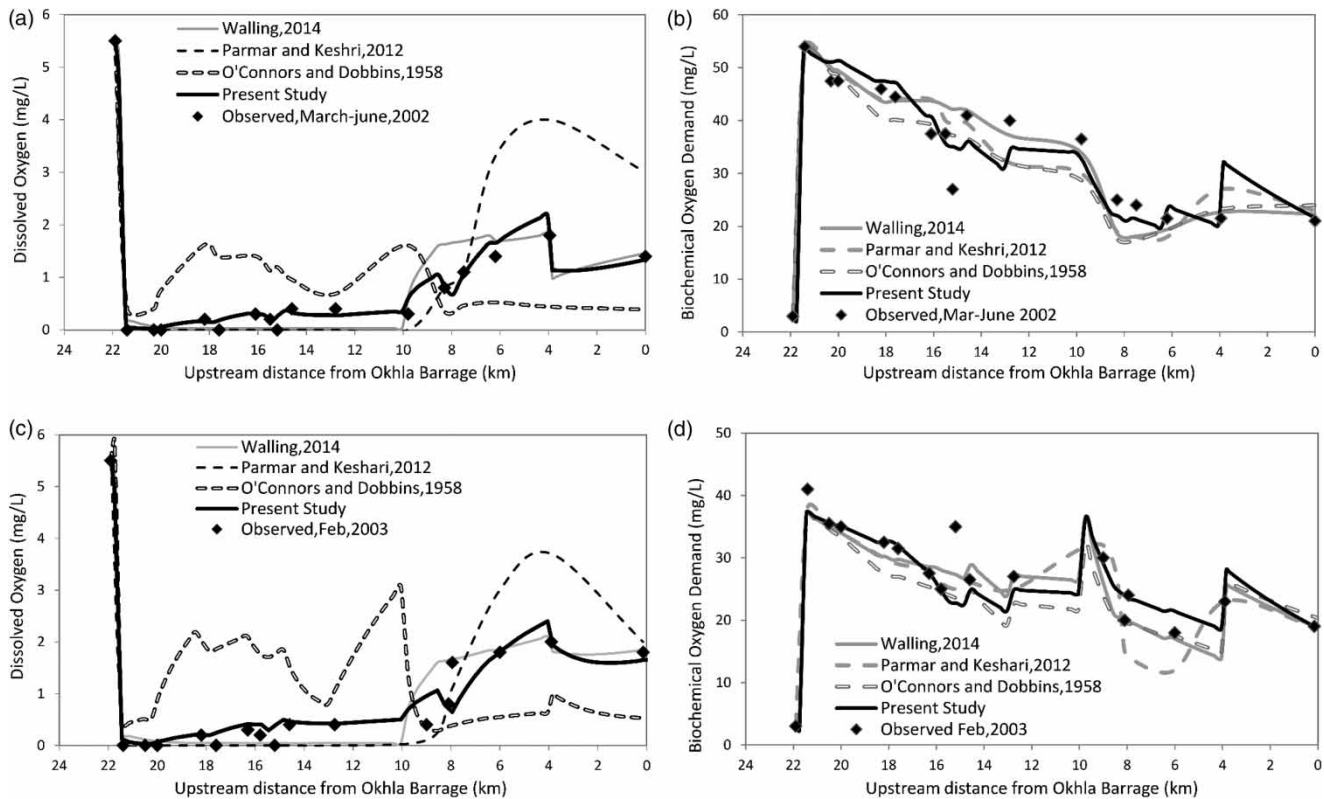 (a)
6
5
4
3
2
1
0
Dissolved Oxygen (mg/L)
Walling,2014
Parmar and Keshri,2012
O'Connors and Dobbins,1958
Present Study
Observed,March-june,2002
24 22 20 18 16 14 12 10 8 6 4 2 0
Upstream distance from Okhla Barrage (km)
(b)
60
50
40
30
20
10
0
Biochemical Oxygen Demand (mg/L)
Walling,2014
Parmar and Keshri,2012
O'Connors and Dobbins,1958
Present Study
Observed,Mar-June 2002
24 22 20 18 16 14 12 10 8 6 4 2 0
Upstream distance from Okhla Barrage (km)
(c)
6
5
4
3
2
1
0
Dissolved Oxygen (mg/L)
Walling,2014
Parmar and Keshari,2012
O'Connors and Dobbins,1958
Present Study
Observed,Feb,2003
24 22 20 18 16 14 12 10 8 6 4 2 0
Upstream distance from Okhla Barrage (km)
(d)
50
40
30
20
10
0
Biochemical Oxygen Demand (mg/L)
Walling,2014
Parmar and Keshari,2012
O'Connors and Dobbins,1958
Present Study
Observed Feb,2003
24 22 20 18 16 14 12 10 8 6 4 2 0
Upstream distance from Okhla Barrage (km)